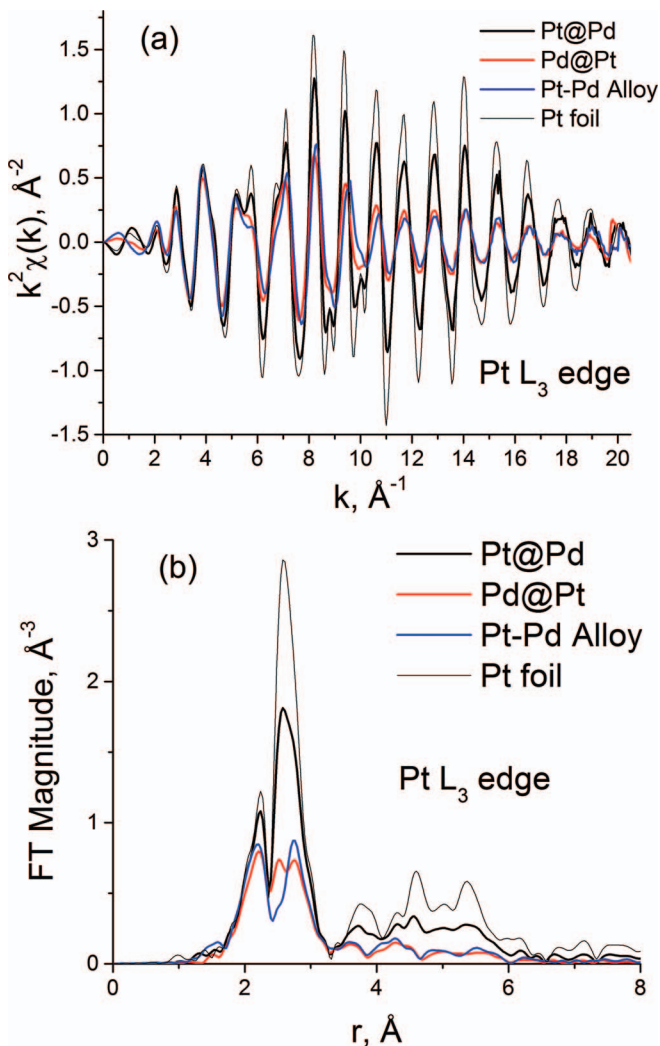 (a)
Pt@Pd
Pd@Pt
Pt-Pd Alloy
Pt foil
k²χ(k), Å⁻²
1.5
1.0
0.5
0.0
-0.5
-1.0
-1.5
Pt L₃ edge
0 2 4 6 8 10 12 14 16 18 20
k, Å⁻¹
(b)
Pt@Pd
Pd@Pt
Pt-Pd Alloy
Pt foil
FT Magnitude, Å⁻³
3
2
1
0
Pt L₃ edge
0 2 4 6 8
r, Å